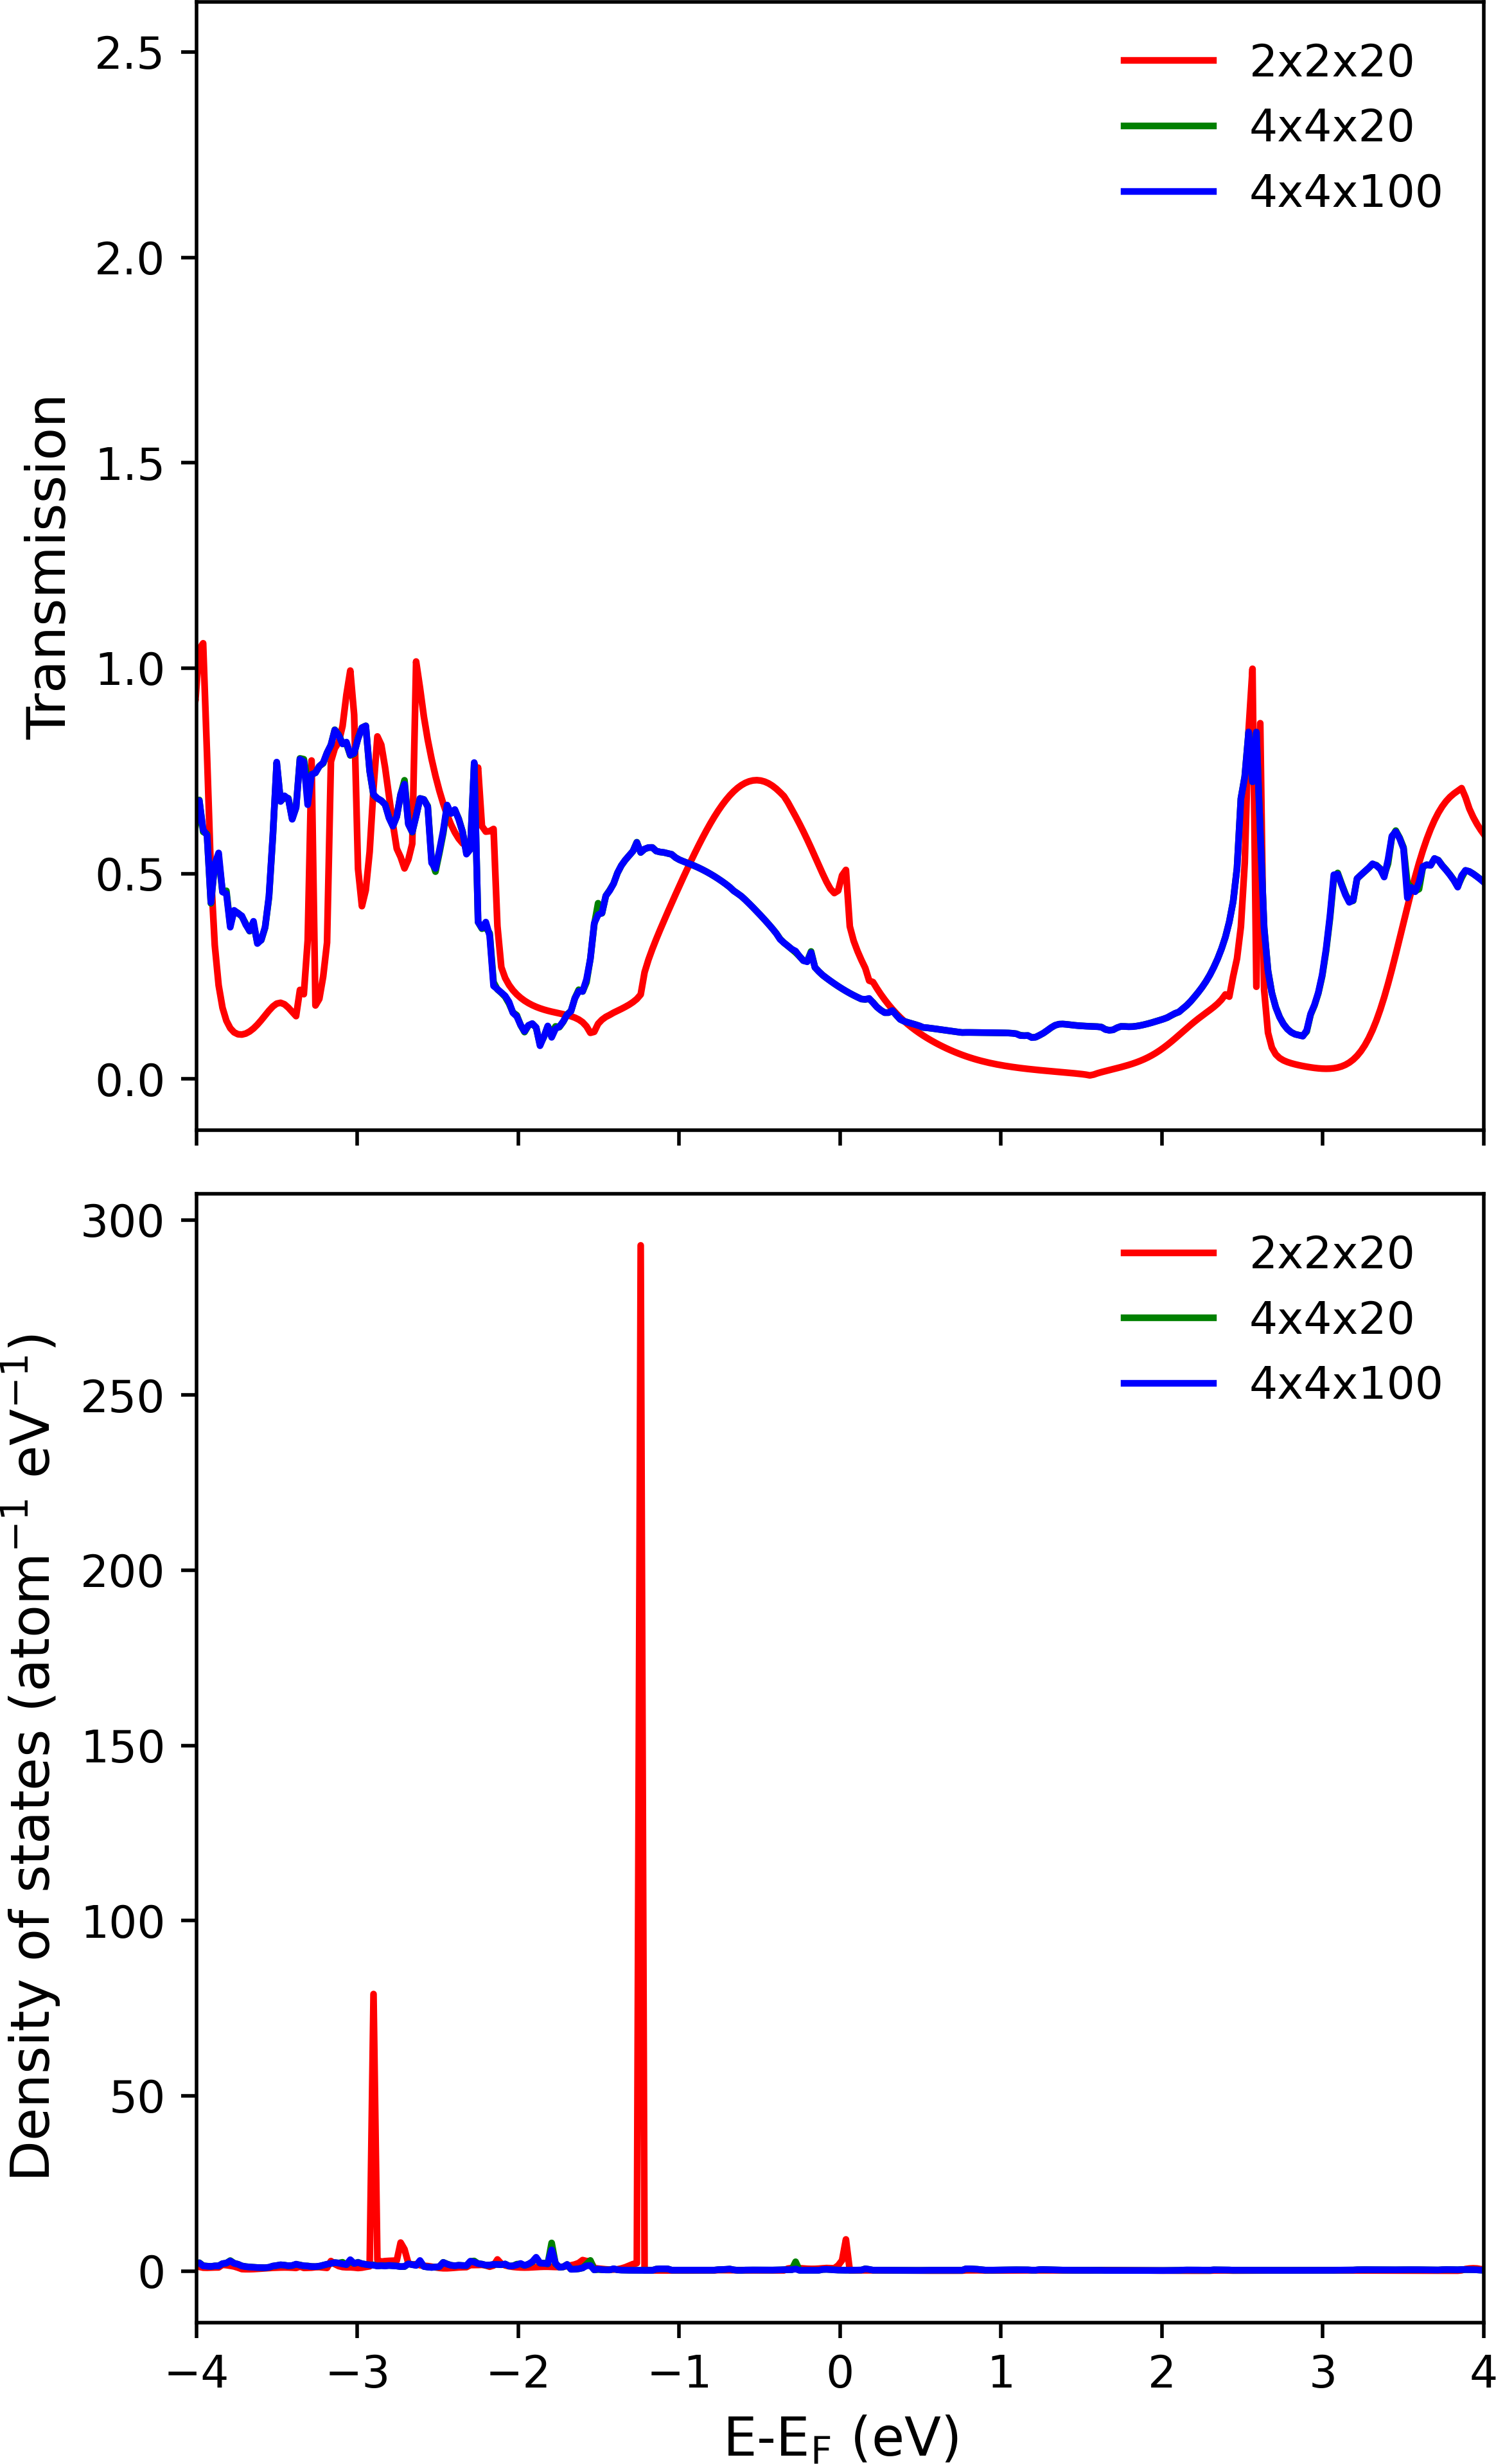 2.5
2.0
1.5
1.0
0.5
0.0
Transmission
2x2x20
4x4x20
4x4x100
300
250
200
150
100
50
0
Density of states (atom⁻¹ eV⁻¹)
2x2x20
4x4x20
4x4x100
−4 −3 −2 −1 0 1 2 3 4
E-E_F (eV)